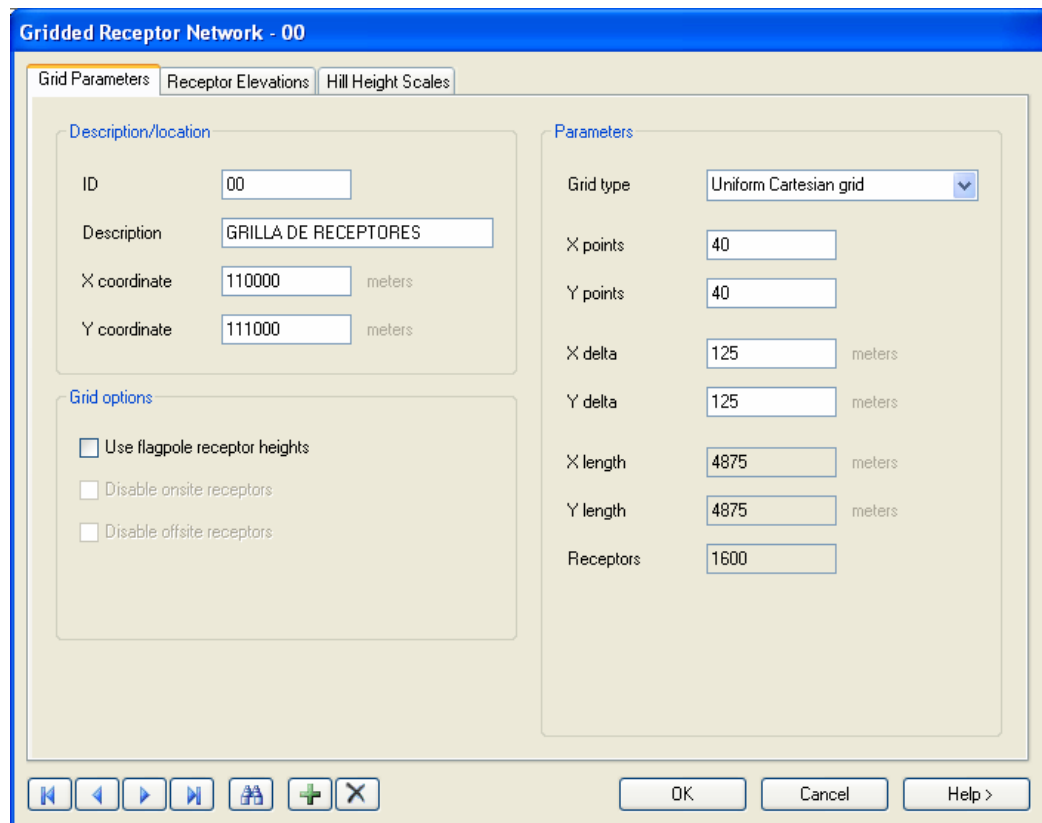 Gridded Receptor Network - 00
Grid Parameters
Receptor Elevations
Hill Height Scales
Description/location
ID
00
Description
GRILLA DE RECEPTORES
X coordinate
110000
meters
Y coordinate
111000
meters
Grid options
Use flagpole receptor heights
Disable onsite receptors
Disable offsite receptors
Parameters
Grid type
Uniform Cartesian grid
X points
40
Y points
40
X delta
125
meters
Y delta
125
meters
X length
4875
meters
Y length
4875
meters
Receptors
1600
OK
Cancel
Help >